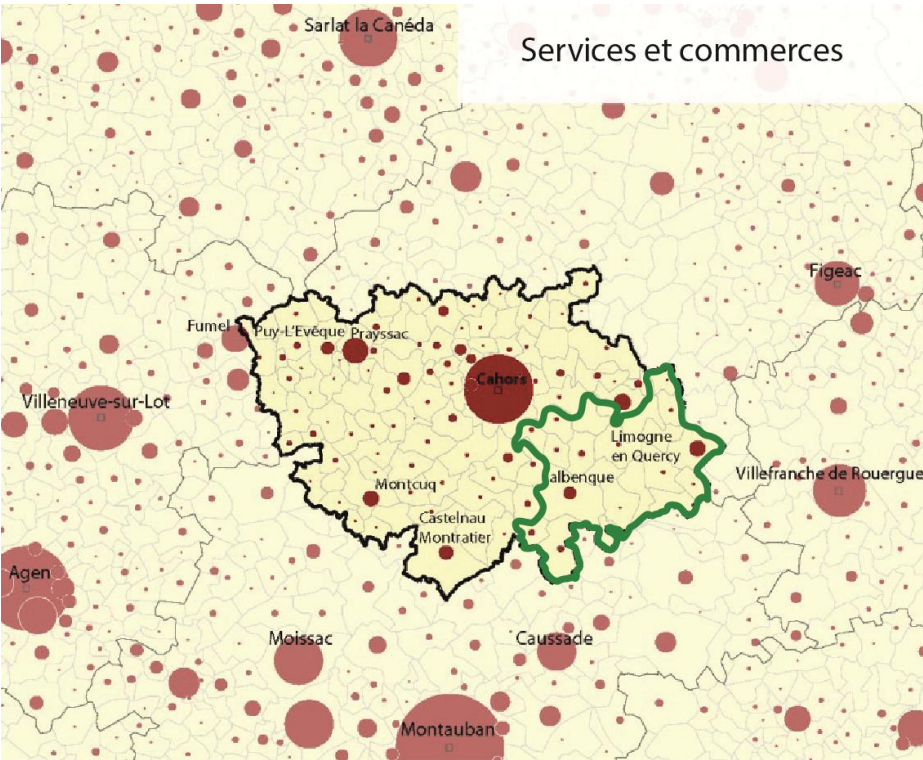 Sarlat la Canéda
Services et commerces
Figeac
Fumel
Puy-L'Evêque
Prayssac
Cahors
Villeneuve-sur-Lot
Limogne
en Quercy
Villefranche de Rouergue
Montcuq
albenque
Castelnau
Montratier
Agen
Moissac
Caussade
Montauban